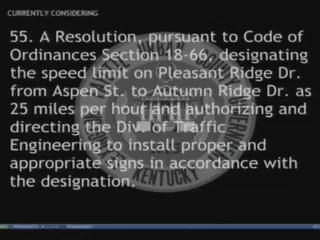 CURRENTLY CONSIDERING
55. A Resolution, pursuant to Code of
Ordinances Section 18-66, designating
the speed limit on Pleasant Ridge Dr.
from Aspen St. to Autumn Ridge Dr. as
25 miles per hour and authorizing and
directing the Div. of Traffic
Engineering to install proper and
appropriate signs in accordance with
the designation.
KENTUCKY